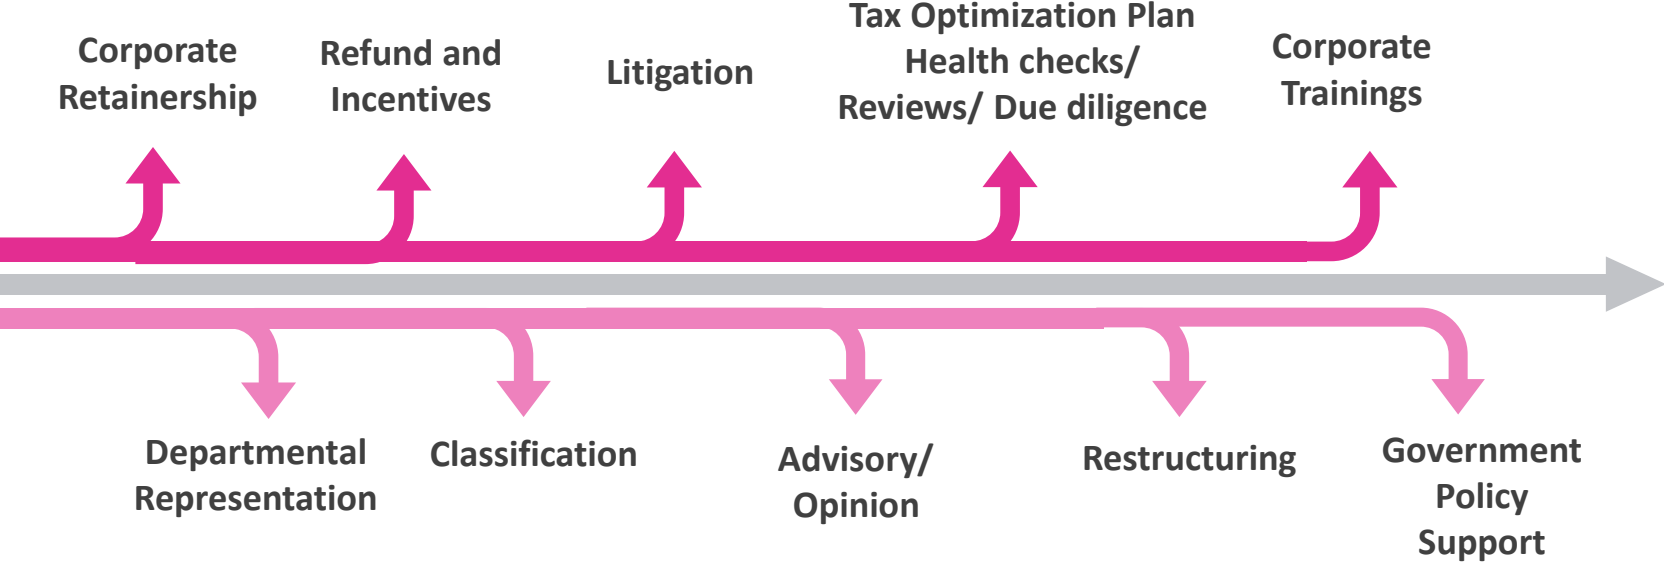 Corporate
Retainership
Refund and
Incentives
Litigation
Tax Optimization Plan
Health checks/
Reviews/ Due diligence
Corporate
Trainings
Departmental
Representation
Classification
Advisory/
Opinion
Restructuring
Government
Policy
Support